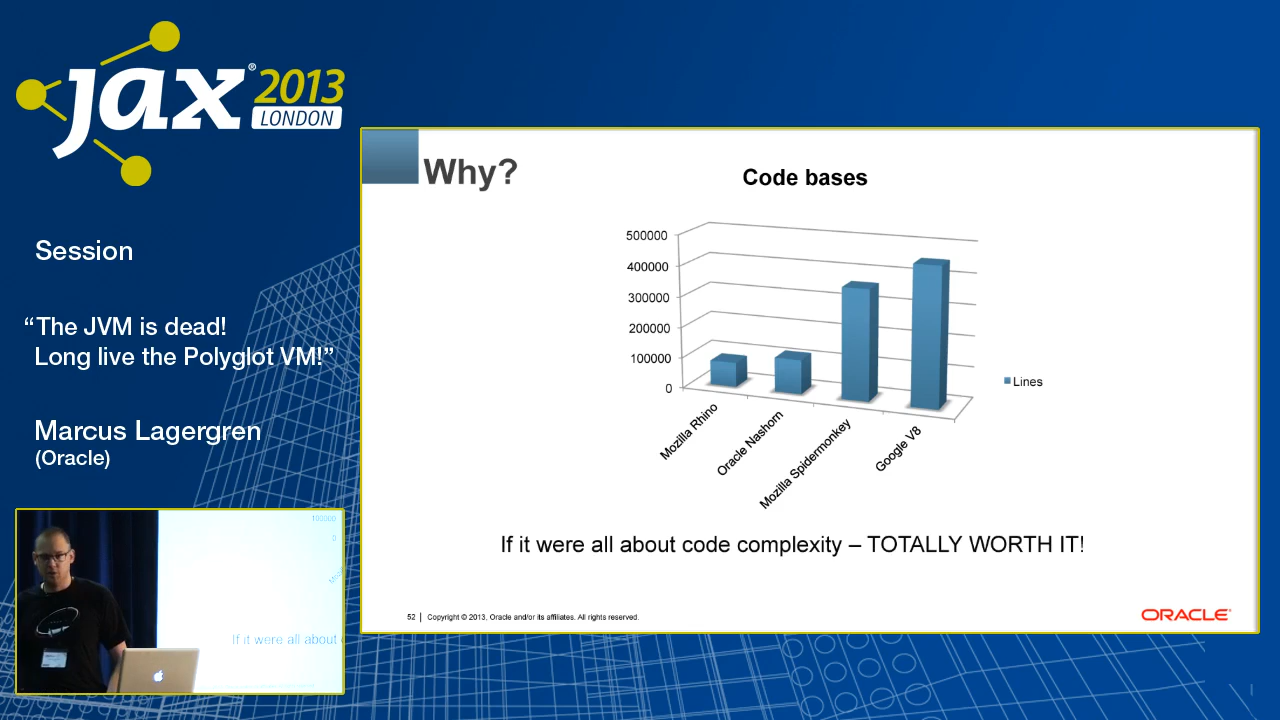 jax® 2013
LONDON
Session
“The JVM is dead!
Long live the Polyglot VM!”
Marcus Lagergren
(Oracle)
Why?
Code bases
500000
400000
300000
200000
100000
0
Mozilla Rhino
Oracle Nashorn
Mozilla Spidermonkey
Google V8
Lines
If it were all about code complexity – TOTALLY WORTH IT!
52 | Copyright © 2013, Oracle and/or its affiliates. All rights reserved.
ORACLE®
100000
0
If it were all about